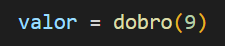 valor = dobro(9)